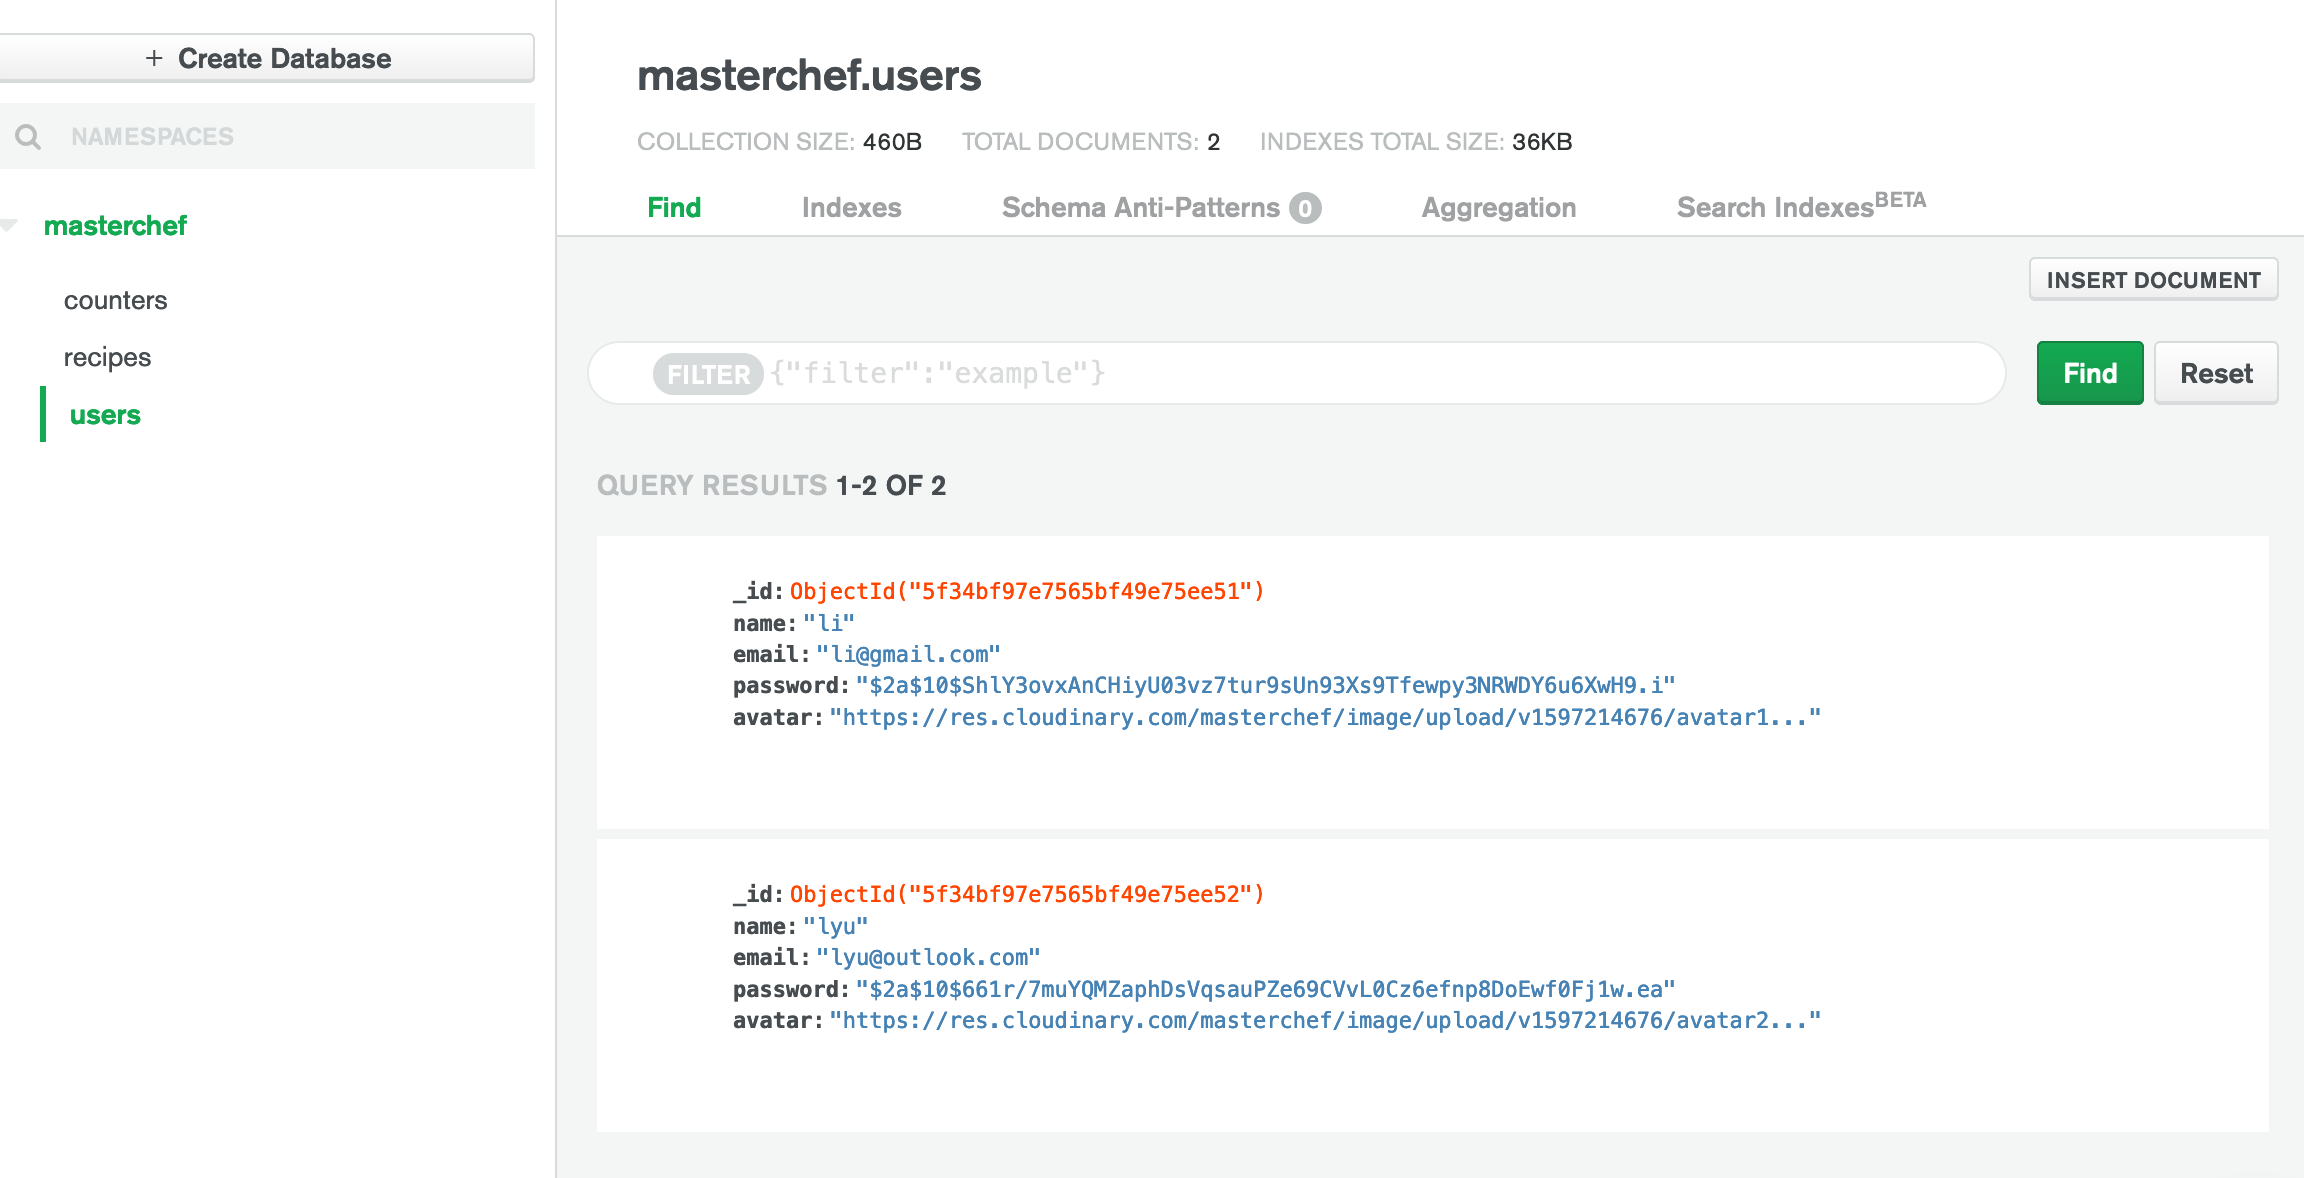 + Create Database
NAMESPACES
masterchef
counters
recipes
users
masterchef.users
COLLECTION SIZE: 460B TOTAL DOCUMENTS: 2 INDEXES TOTAL SIZE: 36KB
Find Indexes Schema Anti-Patterns 0 Aggregation Search Indexes BETA
INSERT DOCUMENT
FILTER {"filter":"example"} Find Reset
QUERY RESULTS 1-2 OF 2
_id: ObjectId("5f34bf97e7565bf49e75ee51")
name: "li"
email: "li@gmail.com"
password: "$2a$10$ShlY3ovxAnCHiyU03vz7tur9sUn93Xs9Tfewpy3NRWDY6u6XwH9.i"
avatar: "https://res.cloudinary.com/masterchef/image/upload/v1597214676/avatar1..."
_id: ObjectId("5f34bf97e7565bf49e75ee52")
name: "lyu"
email: "lyu@outlook.com"
password: "$2a$10$661r/7muYQMZaphDsVqsauPZe69CVvL0Cz6efnp8DoEwf0Fj1w.ea"
avatar: "https://res.cloudinary.com/masterchef/image/upload/v1597214676/avatar2..."